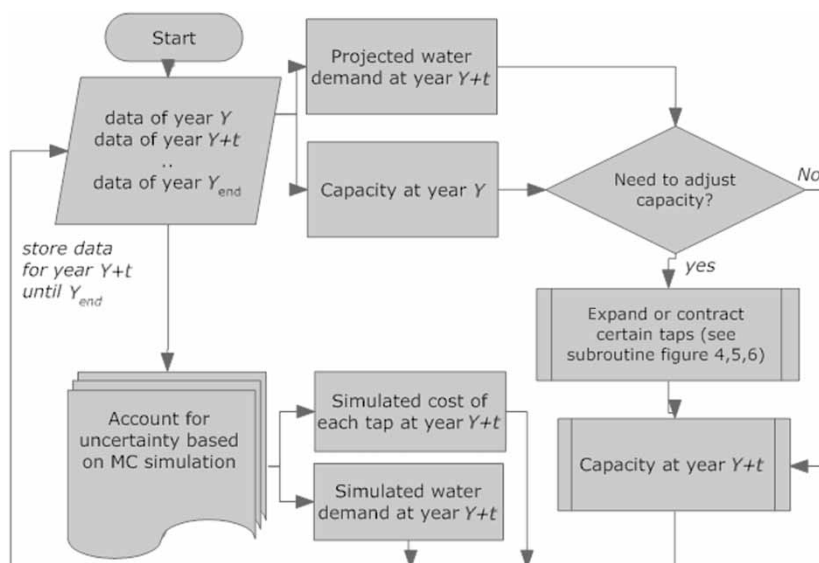 Start
data of year Y
data of year Y+t
..
data of year Yend
Projected water
demand at year Y+t
Capacity at year Y
Need to adjust
capacity?
No
yes
store data
for year Y+t
until Yend
Expand or contract
certain taps (see
subroutine figure 4,5,6)
Account for
uncertainty based
on MC simulation
Simulated cost of
each tap at year Y+t
Simulated water
demand at year Y+t
Capacity at year Y+t